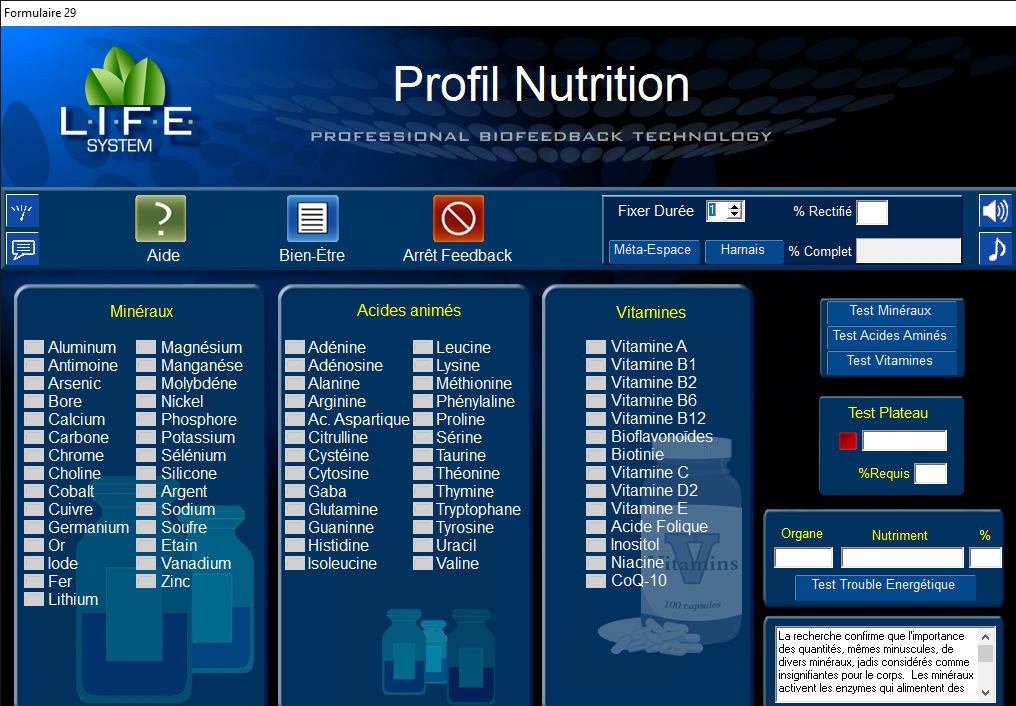 Formulaire 29
L·I·F·E
SYSTEM
Profil Nutrition
PROFESSIONAL BIOFEEDBACK TECHNOLOGY
?
Aide
Bien-Être
Arrêt Feedback
Fixer Durée 1 % Rectifié
Méta-Espace Harnais % Complet
Minéraux
Aluminum
Antimoine
Arsenic
Bore
Calcium
Carbone
Chrome
Choline
Cobalt
Cuivre
Germanium
Or
Iode
Fer
Lithium
Magnésium
Manganése
Molybdéne
Níckel
Phosphore
Potassium
Sélénium
Silicone
Argent
Sodium
Soufre
Etain
Vanadium
Zinc
Acides animés
Adénine
Adénosine
Alanine
Arginine
Ac. Aspartique
Citrulline
Cystéine
Cytosine
Gaba
Glutamine
Guaninne
Histidine
Isoleucine
Leucine
Lysine
Méthionine
Phénylaline
Proline
Sérine
Taurine
Théonine
Thymine
Tryptophane
Tyrosine
Uracil
Valine
Vitamines
Vitamine A
Vitamine B1
Vitamine B2
Vitamine B6
Vitamine B12
Bioflavonoïdes
Biotinie
Vitamine C
Vitamine D2
Vitamine E
Acide Folique
Inositol
Niacine
CoQ-10
V
Vitamins
100 capsules
Test Minéraux
Test Acides Aminés
Test Vitamines
Test Plateau
%Requis
Organe Nutriment %
Test Trouble Energétique
La recherche confirme que l'importance
des quantités, mêmes minuscules, de
divers minéraux, jadis considérés comme
insignifiantes pour le corps. Les minéraux
activent les enzymes qui alimentent des